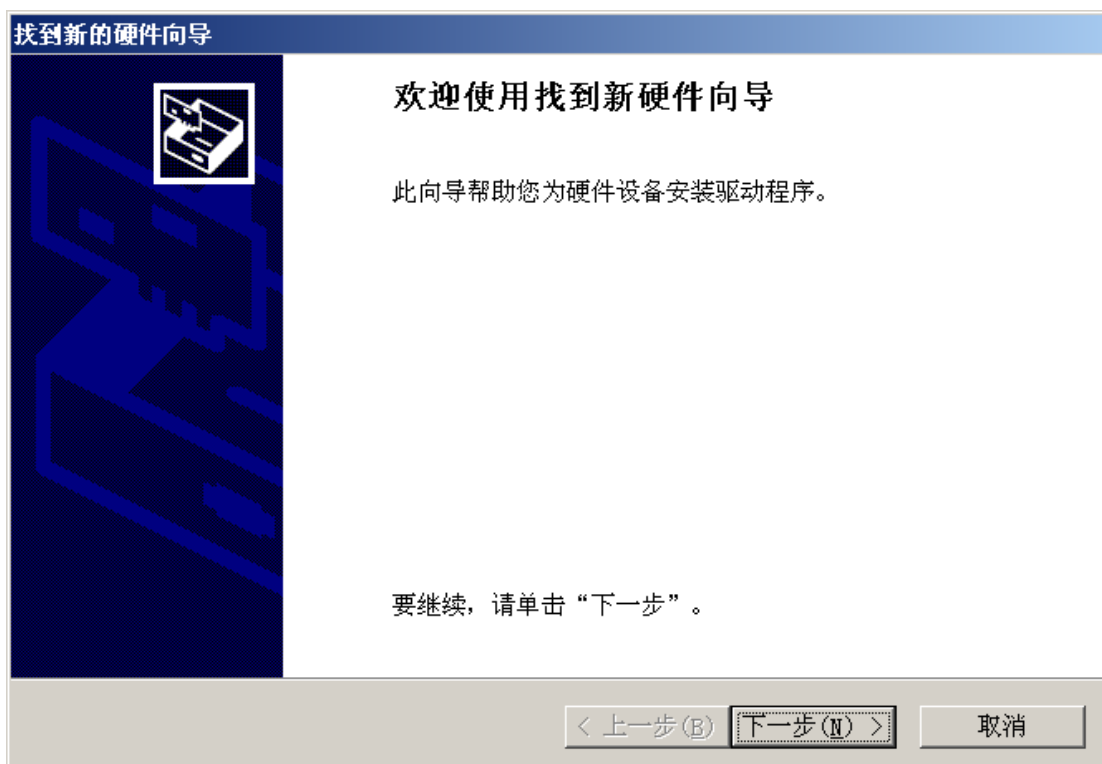 找到新的硬件向导
欢迎使用找到新硬件向导
此向导帮助您为硬件设备安装驱动程序。
要继续，请单击“下一步”。
< 上一步(B)
下一步(N) >
取消